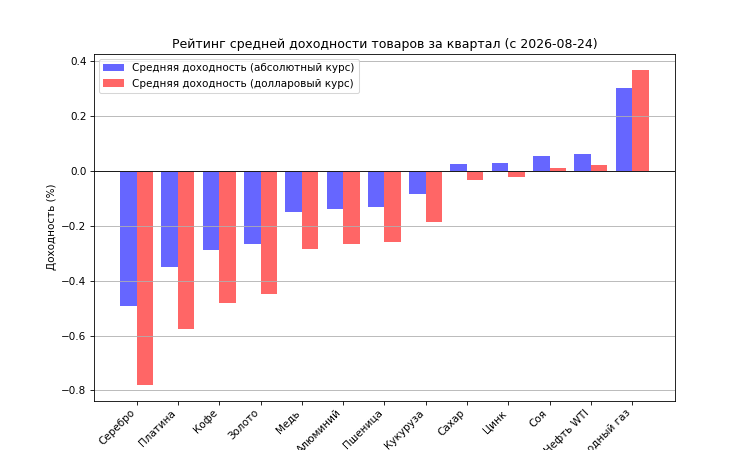 Рейтинг средней доходности товаров за квартал (с 2026-08-24)
Средняя доходность (абсолютный курс)
Средняя доходность (долларовый курс)
Доходность (%)
0.4
0.2
0.0
−0.2
−0.4
−0.6
−0.8
Серебро
Платина
Кофе
Золото
Медь
Алюминий
Пшеница
Кукуруза
Сахар
Цинк
Соя
Нефть WTI
одный газ